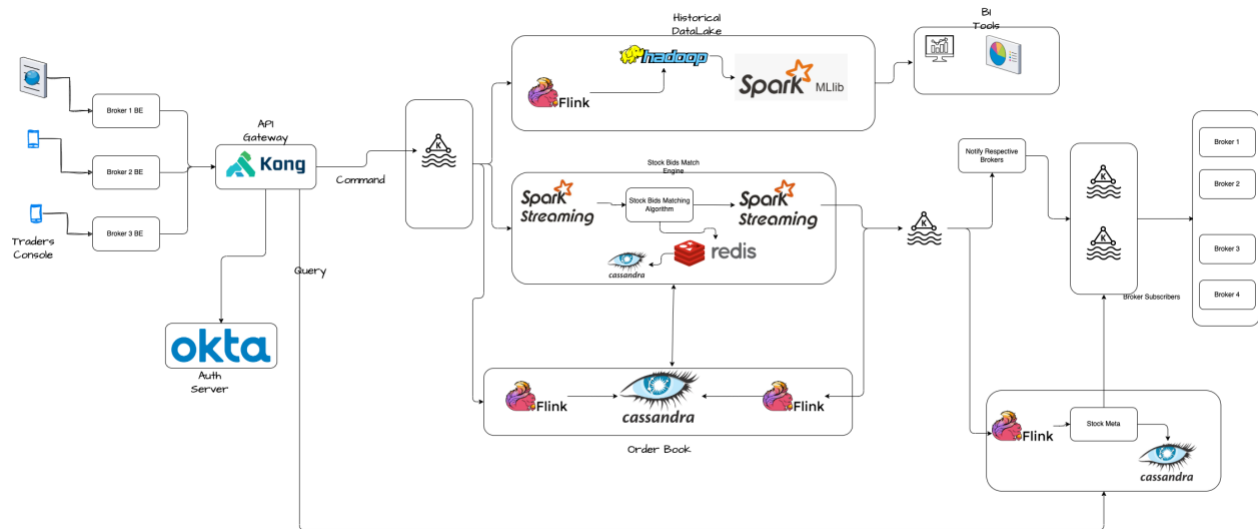 Historical
DataLake
BI
Tools
hadoop
Spark
MLlib
Flink
Broker 1 BE
Broker 2 BE
Broker 3 BE
Traders
Console
API
Gateway
Kong
Command
Query
okta
Auth
Server
Stock Bids Match
Engine
Spark
Streaming
Stock Bids Matching
Algorithm
Spark
Streaming
redis
cassandra
Flink
cassandra
Flink
Order Book
K
K
Notify Respective
Brokers
K
K
Broker Subscribers
Broker 1
Broker 2
Broker 3
Broker 4
Flink
Stock Meta
cassandra